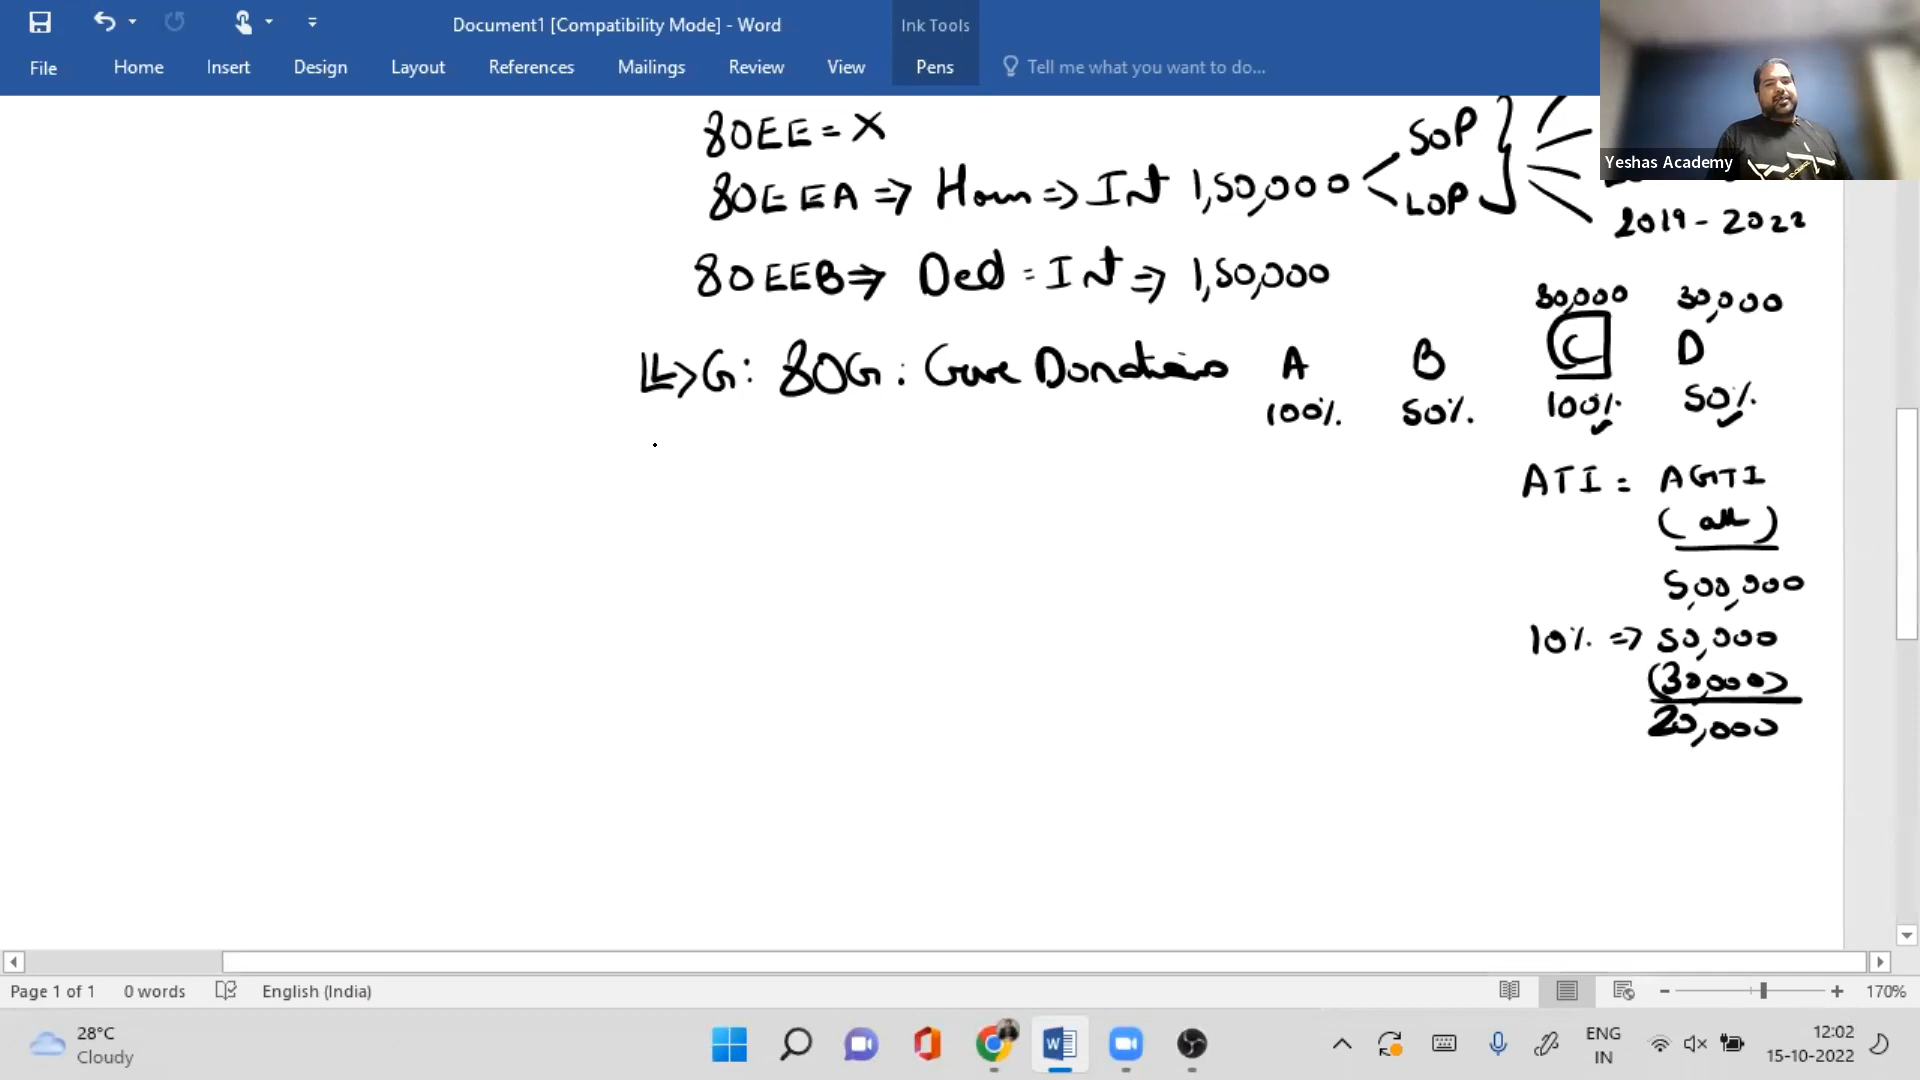 Document1 [Compatibility Mode] - Word
Ink Tools
File Home Insert Design Layout References Mailings Review View Pens Tell me what you want to do...
Yeshas Academy
80EE = X
80EEA => => Int 1,50,000 SOP
LOP
2019 - 2022
80EEB => Ded = Int => 1,50,000
30,000 30,000
G: 80G: Donations A B C D
100% 50% 100% 50%
ATI = AGTI
(all)
5,00,000
10% => 50,000
(30,000)
20,000
Page 1 of 1 0 words English (India) 170%
28°C
Cloudy
ENG
IN
12:02
15-10-2022